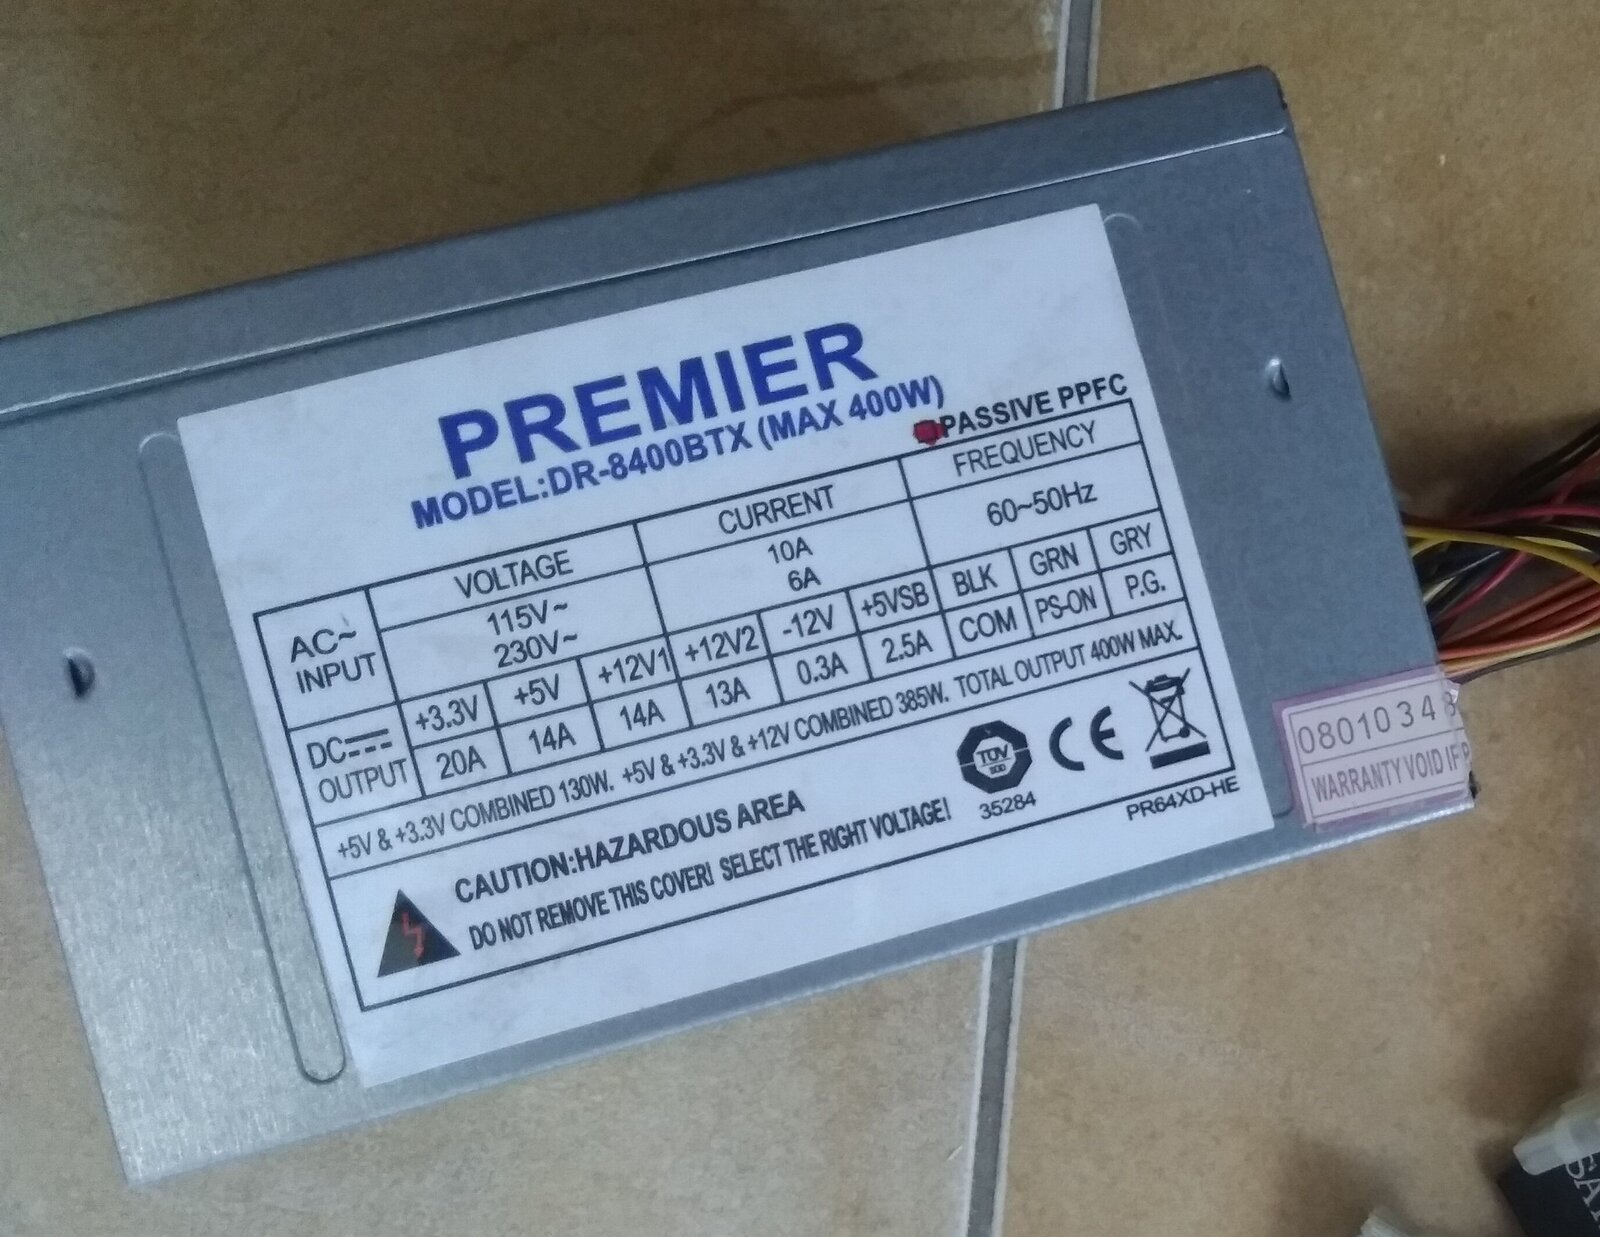 PREMIER
MODEL:DR-8400BTX (MAX 400W)
PASSIVE PPFC
AC~ INPUT VOLTAGE CURRENT FREQUENCY
115V~ 10A 60~50Hz
230V~ 6A
DC OUTPUT +3.3V +5V +12V1 +12V2 -12V +5VSB BLK GRN GRY
20A 14A 14A 13A 0.3A 2.5A COM PS-ON P.G.
+5V & +3.3V COMBINED 130W. +5V & +3.3V & +12V COMBINED 385W. TOTAL OUTPUT 400W MAX.
CAUTION:HAZARDOUS AREA
DO NOT REMOVE THIS COVER! SELECT THE RIGHT VOLTAGE!
TUV
35284
CE
PR64XD-HE
0801034
WARRANTY VOID IF